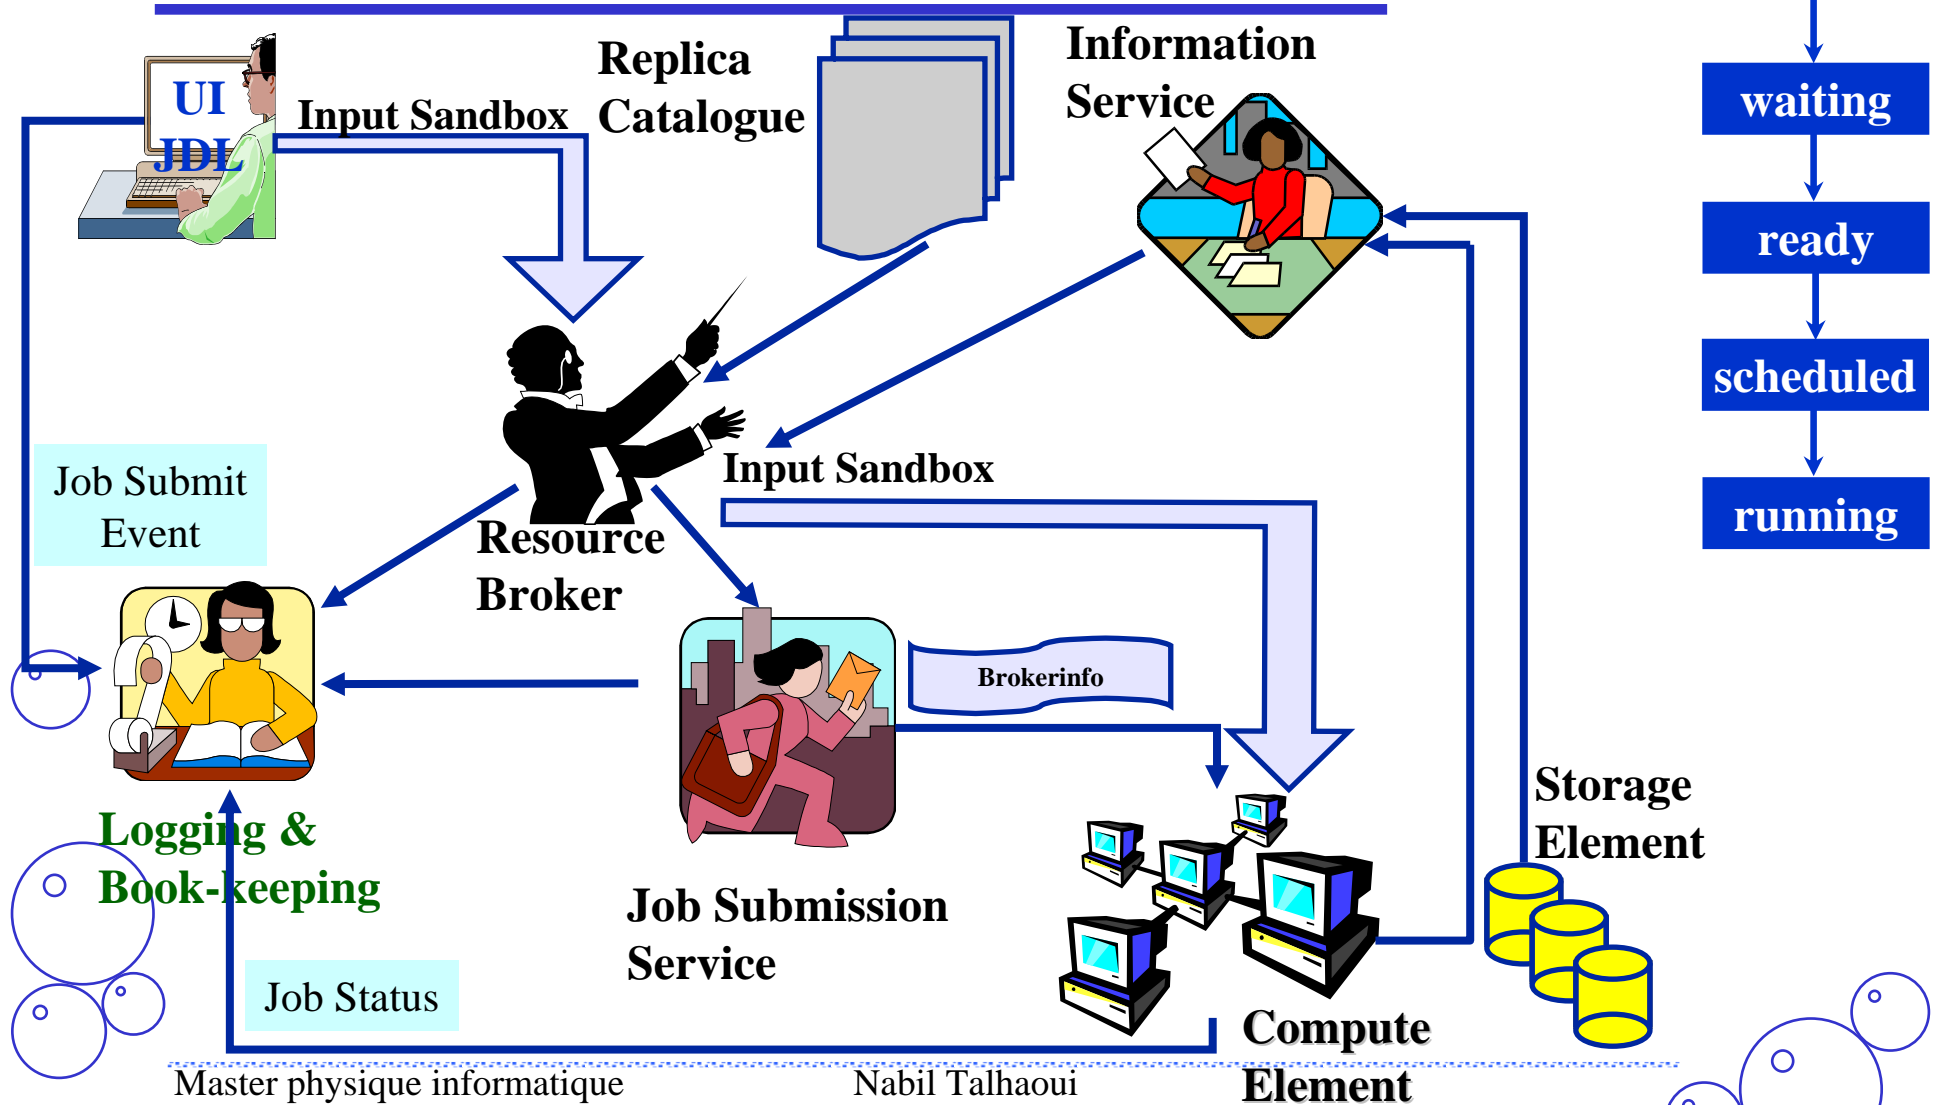 UI
JDL
Input Sandbox
Replica
Catalogue
Information
Service
waiting
ready
scheduled
running
Job Submit
Event
Input Sandbox
Resource
Broker
Brokerinfo
Logging &
Book-keeping
Job Submission
Service
Storage
Element
Job Status
Compute
Element
Master physique informatique
Nabil Talhaoui